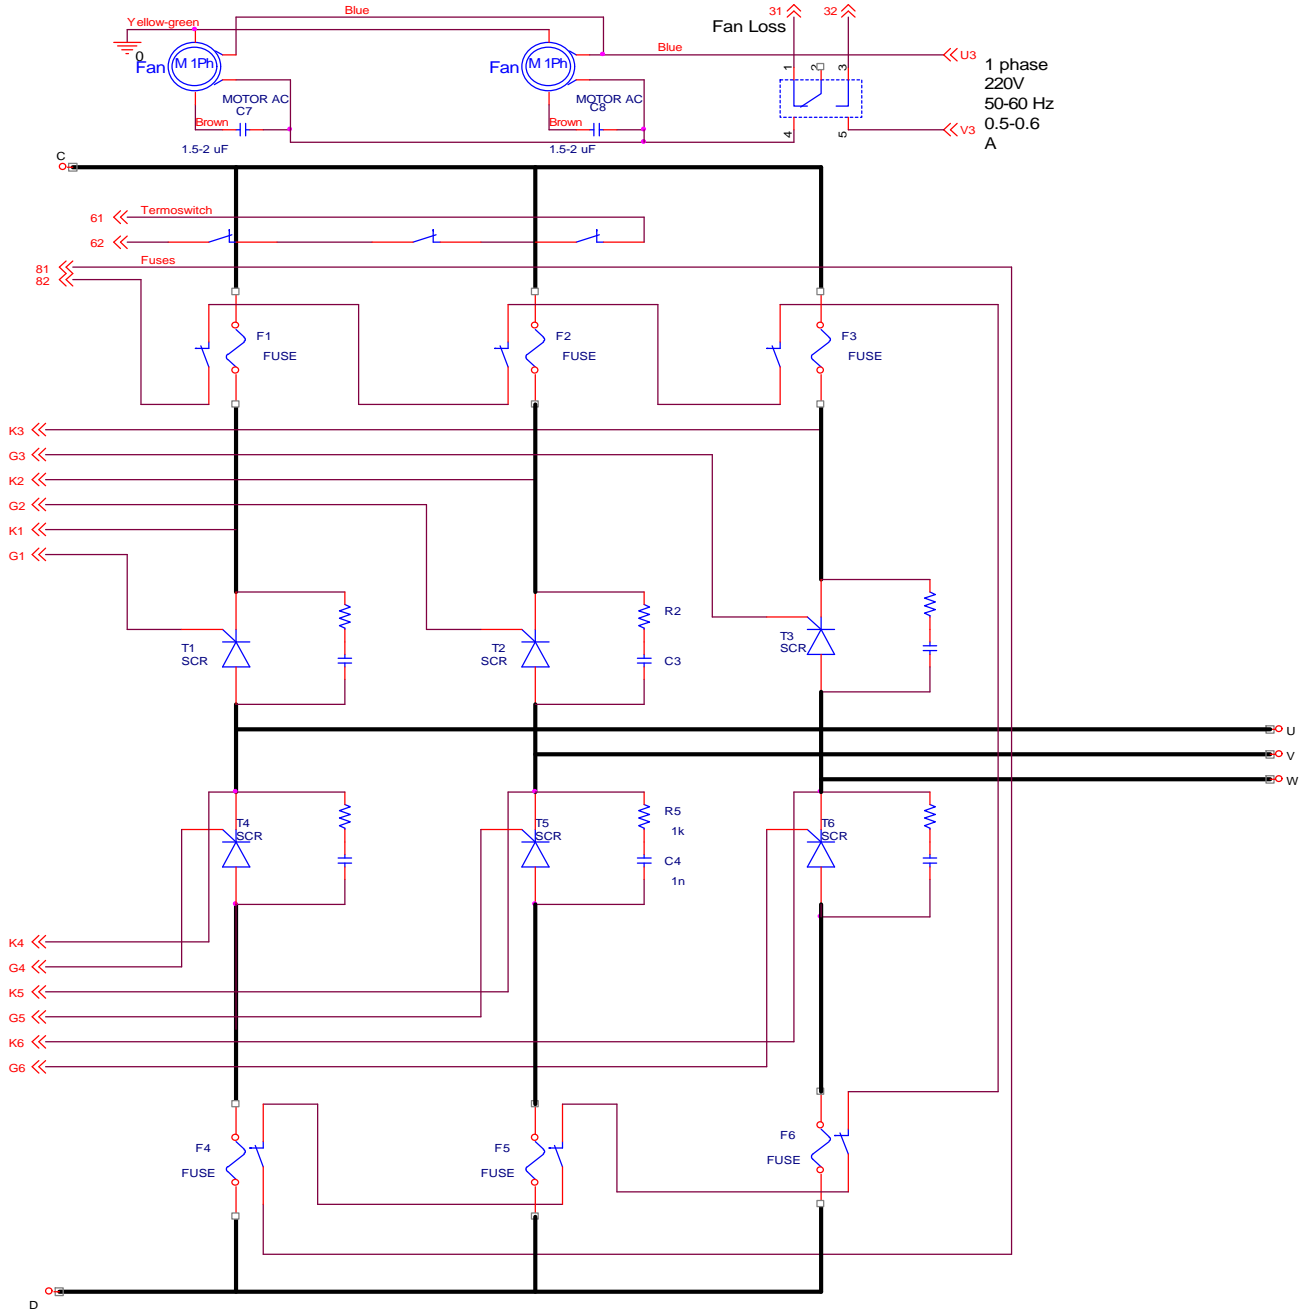 Blue
31
32
Yellow-green
Fan Loss
Blue
U3
0
Fan
M 1Ph
Fan
M 1Ph
1
2
3
1 phase
220V
50-60 Hz
0.5-0.6
A
MOTOR AC
C7
MOTOR AC
C8
Brown
Brown
4
5
V3
1.5-2 uF
1.5-2 uF
C
61
Termoswitch
62
81
Fuses
82
F1
FUSE
F2
FUSE
F3
FUSE
K3
G3
K2
G2
K1
G1
R2
T1
SCR
T2
SCR
T3
SCR
C3
U
V
W
T4
SCR
T5
SCR
R5
1k
T6
SCR
C4
1n
K4
G4
K5
G5
K6
G6
F4
FUSE
F5
FUSE
F6
FUSE
D